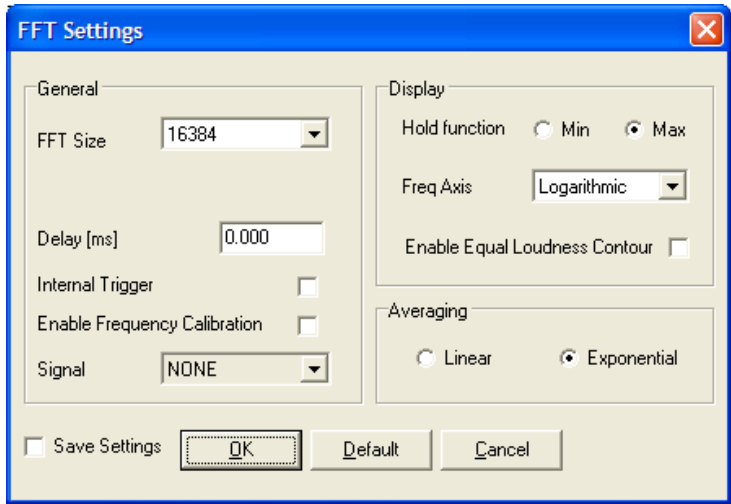 FFT Settings
General
FFT Size 16384
Delay [ms] 0.000
Internal Trigger
Enable Frequency Calibration
Signal NONE
Display
Hold function Min Max
Freq Axis Logarithmic
Enable Equal Loudness Contour
Averaging
Linear Exponential
Save Settings OK Default Cancel